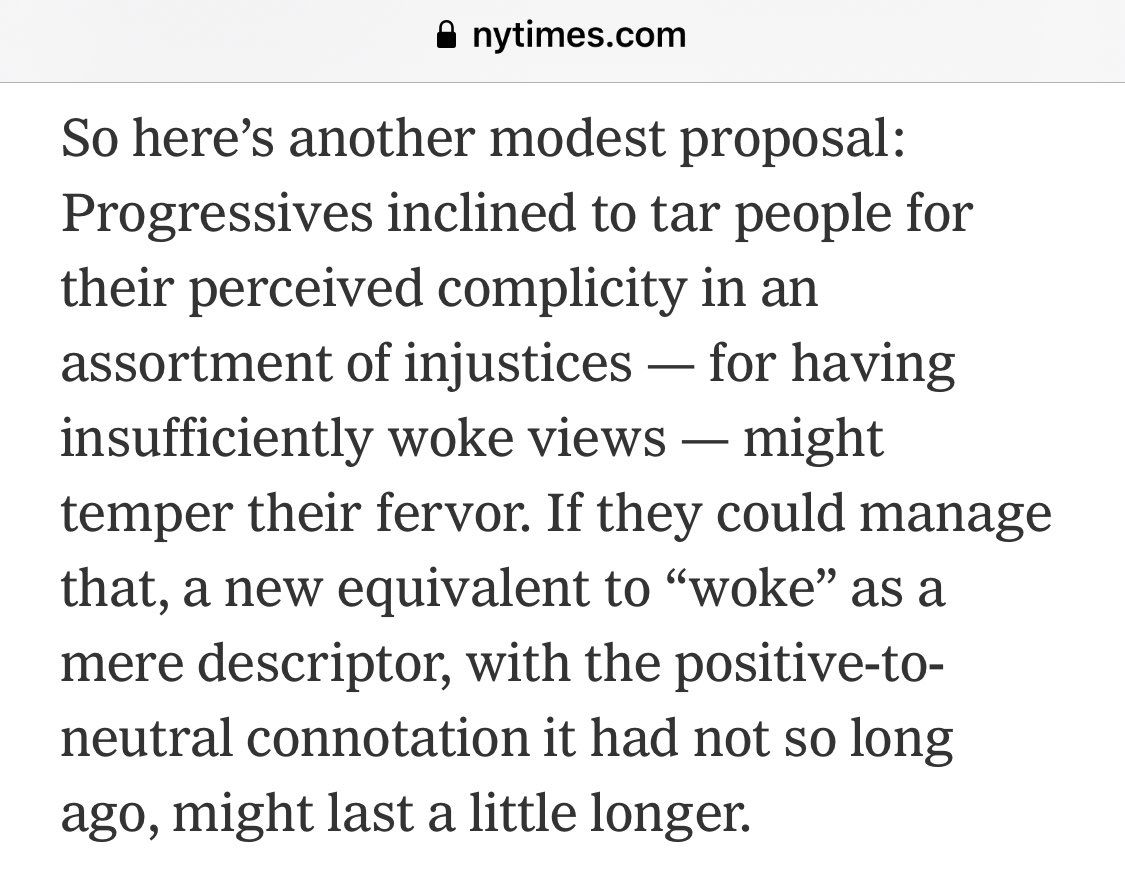 nytimes.com
So here’s another modest proposal:
Progressives inclined to tar people for
their perceived complicity in an
assortment of injustices — for having
insufficiently woke views — might
temper their fervor. If they could manage
that, a new equivalent to “woke” as a
mere descriptor, with the positive-to-
neutral connotation it had not so long
ago, might last a little longer.